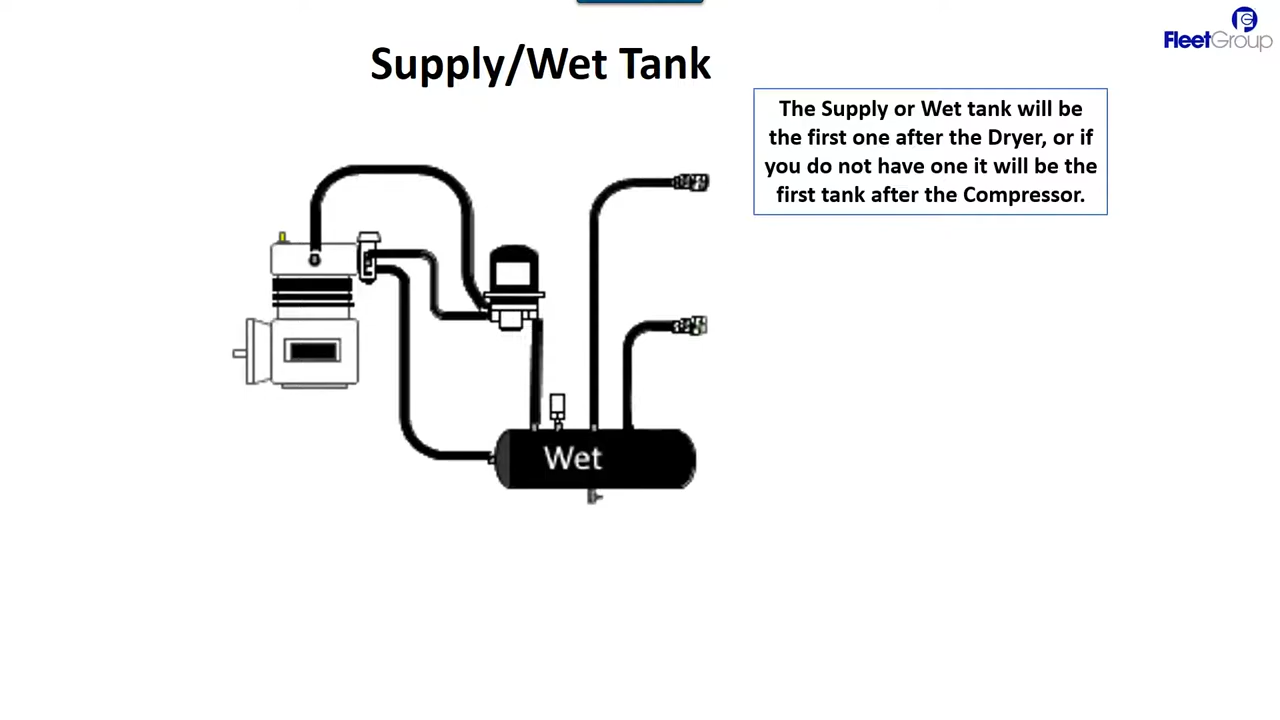 FleetGroup
Supply/Wet Tank
The Supply or Wet tank will be
the first one after the Dryer, or if
you do not have one it will be the
first tank after the Compressor.
Wet